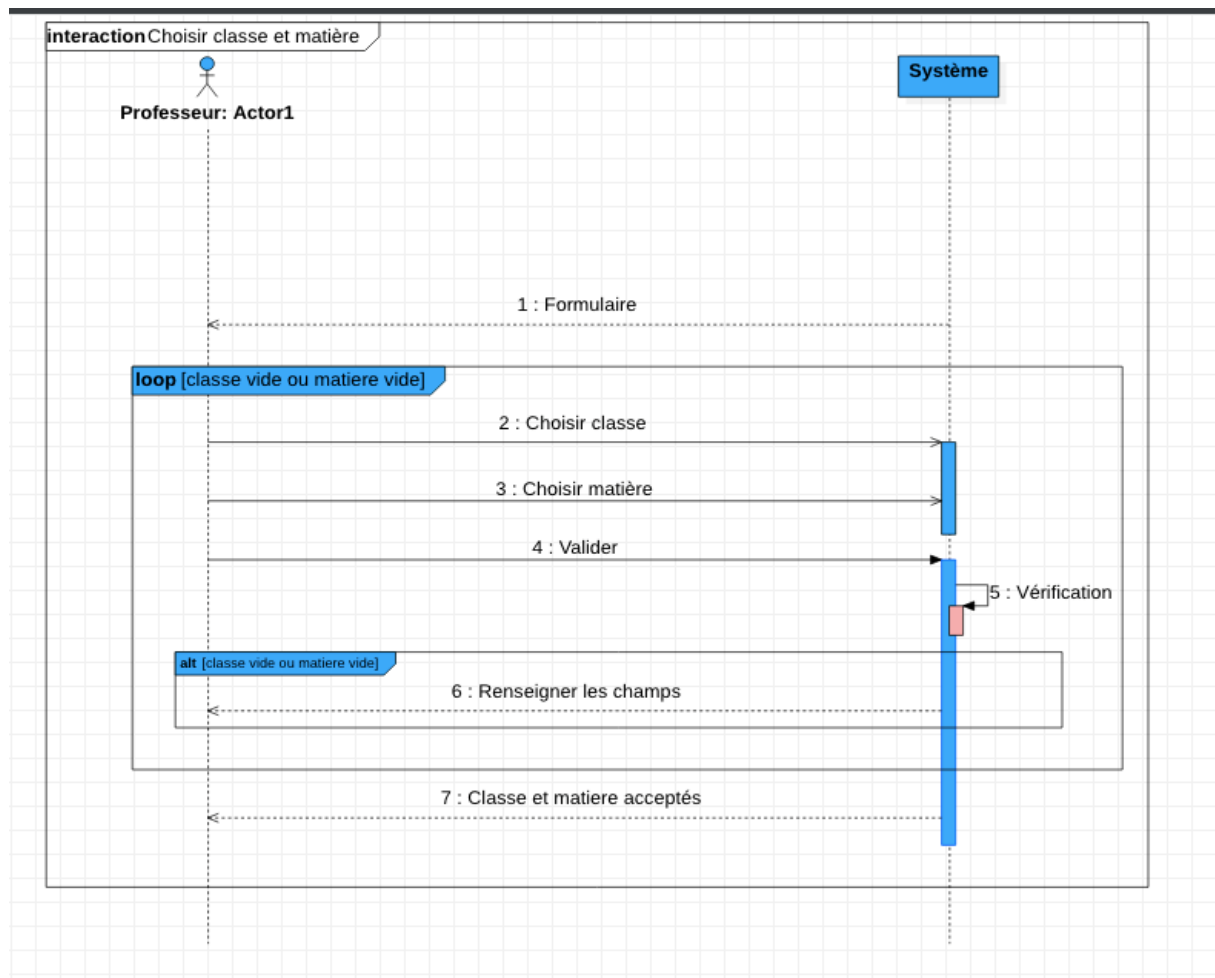 interaction Choisir classe et matière
Système
Professeur: Actor1
1 : Formulaire
loop [classe vide ou matiere vide]
2 : Choisir classe
3 : Choisir matière
4 : Valider
5 : Vérification
alt [classe vide ou matiere vide]
6 : Renseigner les champs
7 : Classe et matiere acceptés